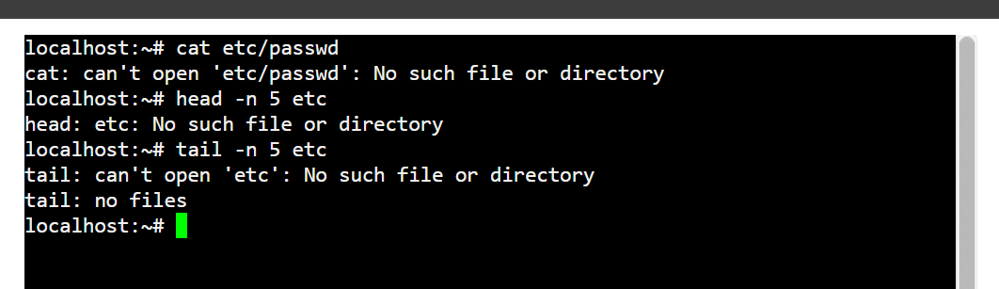 localhost:~# cat etc/passwd
cat: can't open 'etc/passwd': No such file or directory
localhost:~# head -n 5 etc
head: etc: No such file or directory
localhost:~# tail -n 5 etc
tail: can't open 'etc': No such file or directory
tail: no files
localhost:~#